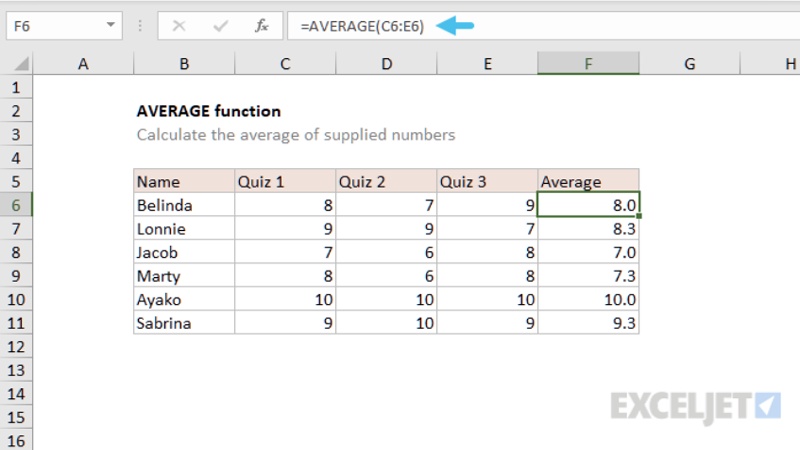 F6 fx =AVERAGE(C6:E6)
A B C D E F G H
1
2 AVERAGE function
3 Calculate the average of supplied numbers
4
5 Name Quiz 1 Quiz 2 Quiz 3 Average
6 Belinda 8 7 9 8.0
7 Lonnie 9 9 7 8.3
8 Jacob 7 6 8 7.0
9 Marty 8 6 8 7.3
10 Ayako 10 10 10 10.0
11 Sabrina 9 10 9 9.3
12
13
14
15 EXCELJET
16